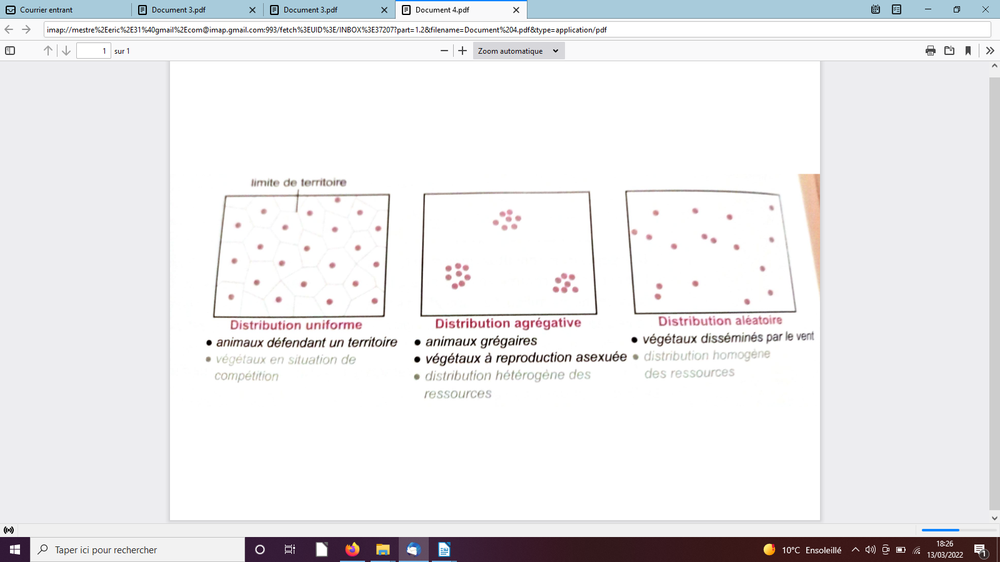 Courrier entrant
Document 3.pdf
Document 3.pdf
Document 4.pdf
imap://mestre%2Eeric%2E31%40gmail%2Ecom@imap.gmail.com:993/fetch%3EUID%3E/INBOX%3E37207?part=1.2&filename=Document%204.pdf&type=application/pdf
1 sur 1
Zoom automatique
limite de territoire
Distribution uniforme
• animaux défendant un territoire
• végétaux en situation de
compétition
Distribution agrégative
• animaux grégaires
• végétaux à reproduction asexuée
• distribution hétérogène des
ressources
Distribution aléatoire
• végétaux disséminés par le vent
• distribution homogène
des ressources
Taper ici pour rechercher
10°C Ensoleillé
18:26
13/03/2022
1